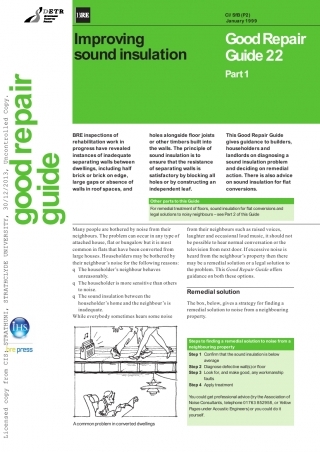 DETR
BRE
CI SfB (P2)
January 1999
Improving
sound insulation
Good Repair
Guide 22
Part 1
good repair
guide
BRE inspections of
rehabilitation work in
progress have revealed
instances of inadequate
separating walls between
dwellings, including half
brick or brick on edge,
large gaps or absence of
walls in roof spaces, and
holes alongside floor joists
or other timbers built into
the walls. The principle of
sound insulation is to
ensure that the resistance
of separating walls is
satisfactory by blocking all
holes or by constructing an
independent leaf.
This Good Repair Guide
gives guidance to builders,
householders and
landlords on diagnosing a
sound insulation problem
and deciding on remedial
action. There is also advice
on sound insulation for flat
conversions.
Other parts to this Guide
For remedial treatment of floors, sound insulation for flat conversions and
legal solutions to noisy neighbours – see Part 2 of this Guide
Many people are bothered by noise from their
neighbours. The problem can occur in any type of
attached house, flat or bungalow but it is most
common in flats that have been converted from
large houses. Householders may be bothered by
their neighbour's noise for the following reasons:
q The householder's neighbour behaves
unreasonably.
q The householder is more sensitive than others
to noise.
q The sound insulation between the
householder's home and the neighbour's is
inadequate.
While everybody sometimes hears some noise
from their neighbours such as raised voices,
laughter and occasional loud music, it should not
be possible to hear normal conversation or the
television from next door. If excessive noise is
heard from the neighbour's property then there
may be a remedial solution or a legal solution to
the problem. This Good Repair Guide offers
guidance on both these.
Remedial solution
The box, below, gives a strategy for finding a
remedial solution to noise from a neighbouring
property.
Steps to finding a remedial solution to noise from a
neighbouring property
Step 1 Confirm that the sound insulation is below
average
Step 2 Diagnose defective wall(s) or floor
Step 3 Look for, and make good, any workmanship
faults
Step 4 Apply treatment
You could get professional advice (try the Association of
Noise Consultants, telephone 01763 852958, or Yellow
Pages under Acoustic Engineers) or you could do it
yourself.
A common problem in converted dwellings
IHS
press
Licensed copy from CIS: STRATHUNI, STRATHCLYDE UNIVERSITY, 30/12/2013, Uncontrolled Copy.